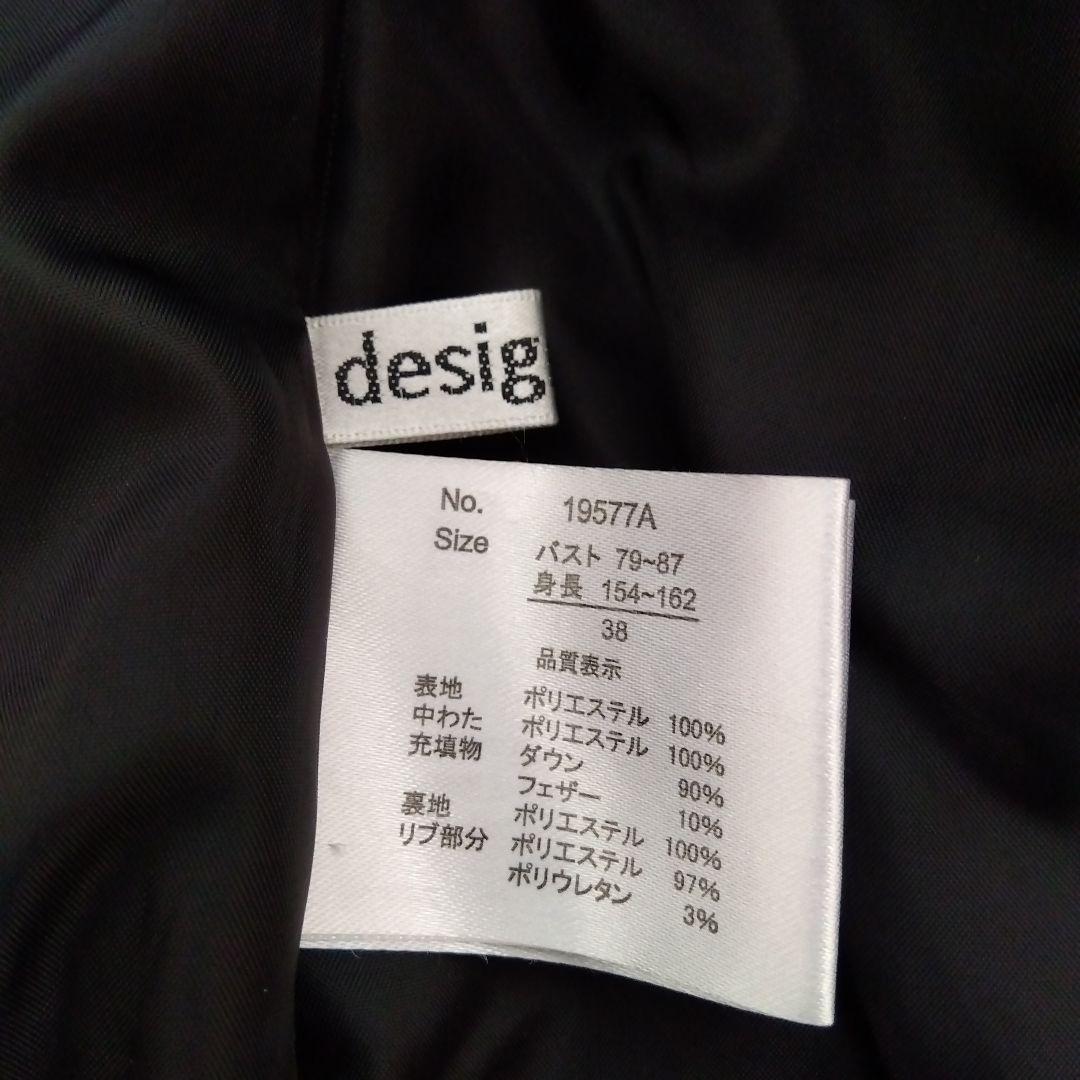 desig
No. 19577A
Size バスト 79~87
身長 154~162
38
品質表示
表地 ポリエステル 100%
中わた ポリエステル 100%
充填物 ダウン 90%
フェザー 10%
裏地 ポリエステル 100%
リブ部分 ポリエステル 97%
ポリウレタン 3%